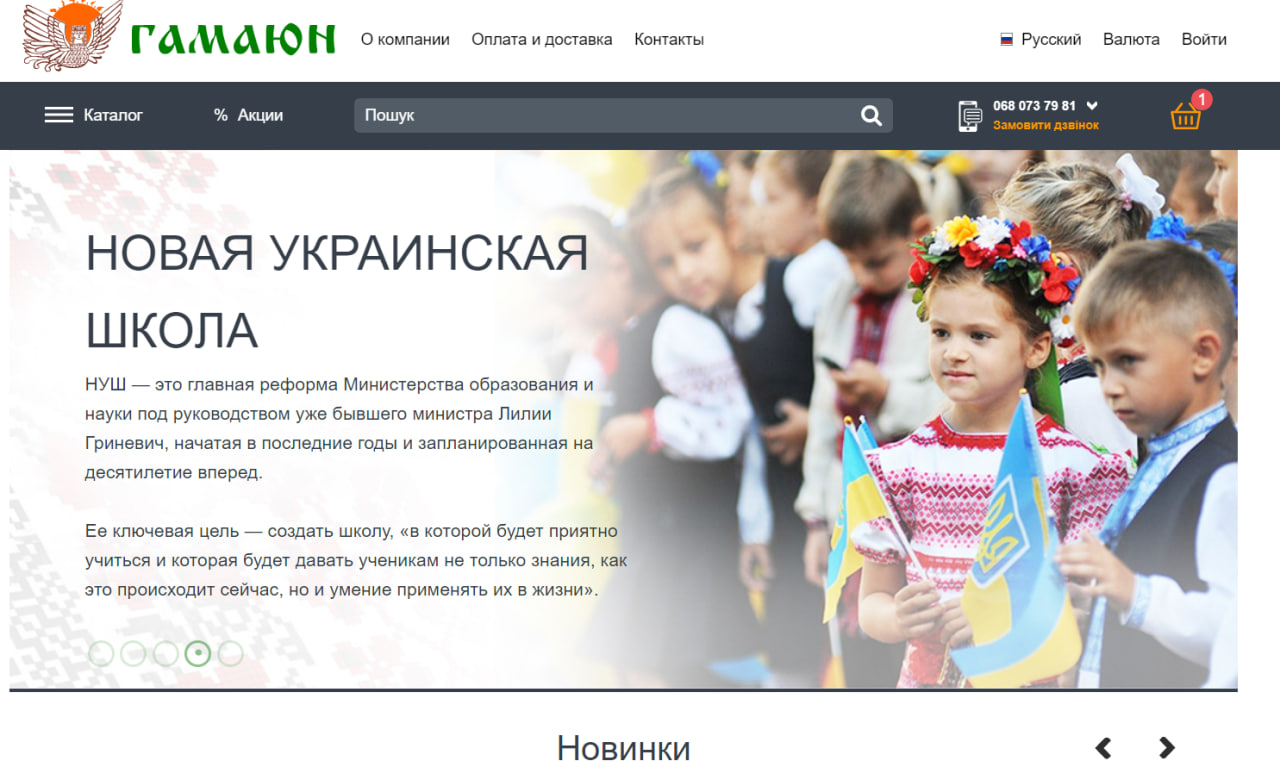 ГАМАЮН
О компании Оплата и доставка Контакты
Русский Валюта Войти
Каталог % Акции Пошук
068 073 79 81
Замовити дзвінок
1
НОВАЯ УКРАИНСКАЯ
ШКОЛА
НУШ — это главная реформа Министерства образования и
науки под руководством уже бывшего министра Лилии
Гриневич, начатая в последние годы и запланированная на
десятилетие вперед.
Ее ключевая цель — создать школу, «в которой будет приятно
учиться и которая будет давать ученикам не только знания, как
это происходит сейчас, но и умение применять их в жизни».
Новинки